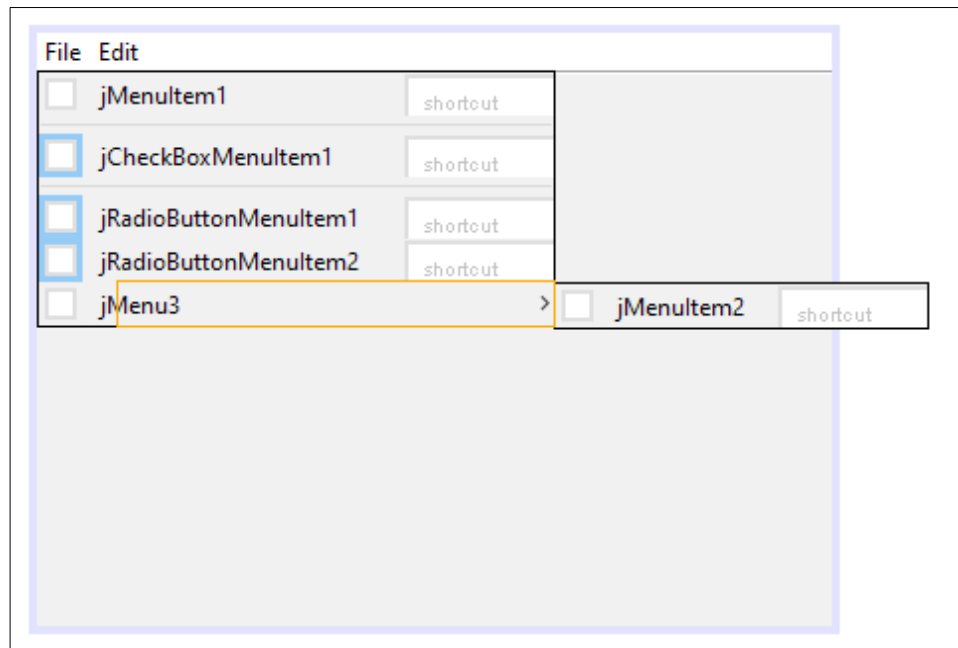 File Edit
jMenuItem1 shortcut
jCheckBoxMenuItem1 shortcut
jRadioButtonMenuItem1 shortcut
jRadioButtonMenuItem2 shortcut
jMenu3 > jMenuItem2 shortcut